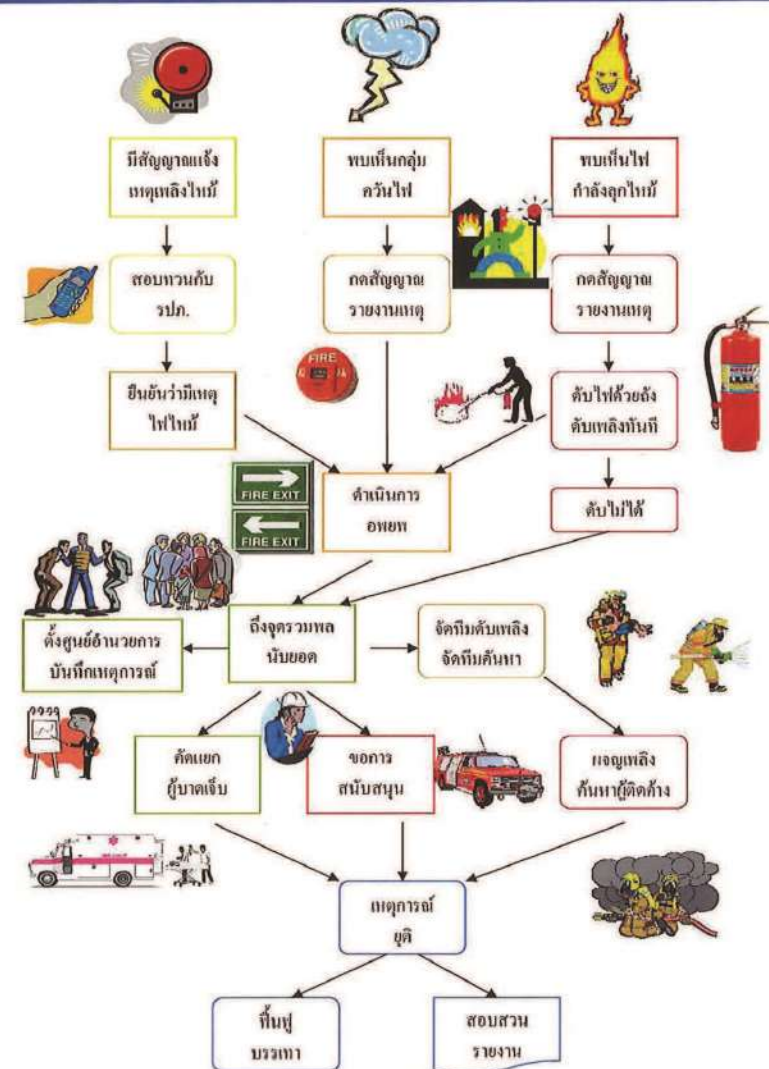 มีสัญญาณแจ้ง
เหตุเพลิงไหม้
พบเห็นกลุ่ม
ควันไฟ
พบเห็นไฟ
กำลังลุกไหม้
สอบทวนกับ
รปภ.
กดสัญญาณ
รายงานเหตุ
กดสัญญาณ
รายงานเหตุ
ยืนยันว่ามีเหตุ
ไฟไหม้
FIRE
ดับไฟด้วยถัง
ดับเพลิงทันที
FIRE EXIT
FIRE EXIT
ดำเนินการ
อพยพ
ดับไม่ได้
ตั้งศูนย์อำนวยการ
บันทึกเหตุการณ์
ถึงจุดรวมพล
นับยอด
จัดทีมดับเพลิง
จัดทีมค้นหา
คัดแยก
ผู้บาดเจ็บ
ขอการ
สนับสนุน
ผจญเพลิง
ค้นหาผู้ติดค้าง
เหตุการณ์
ยุติ
ฟื้นฟู
บรรเทา
สอบสวน
รายงาน